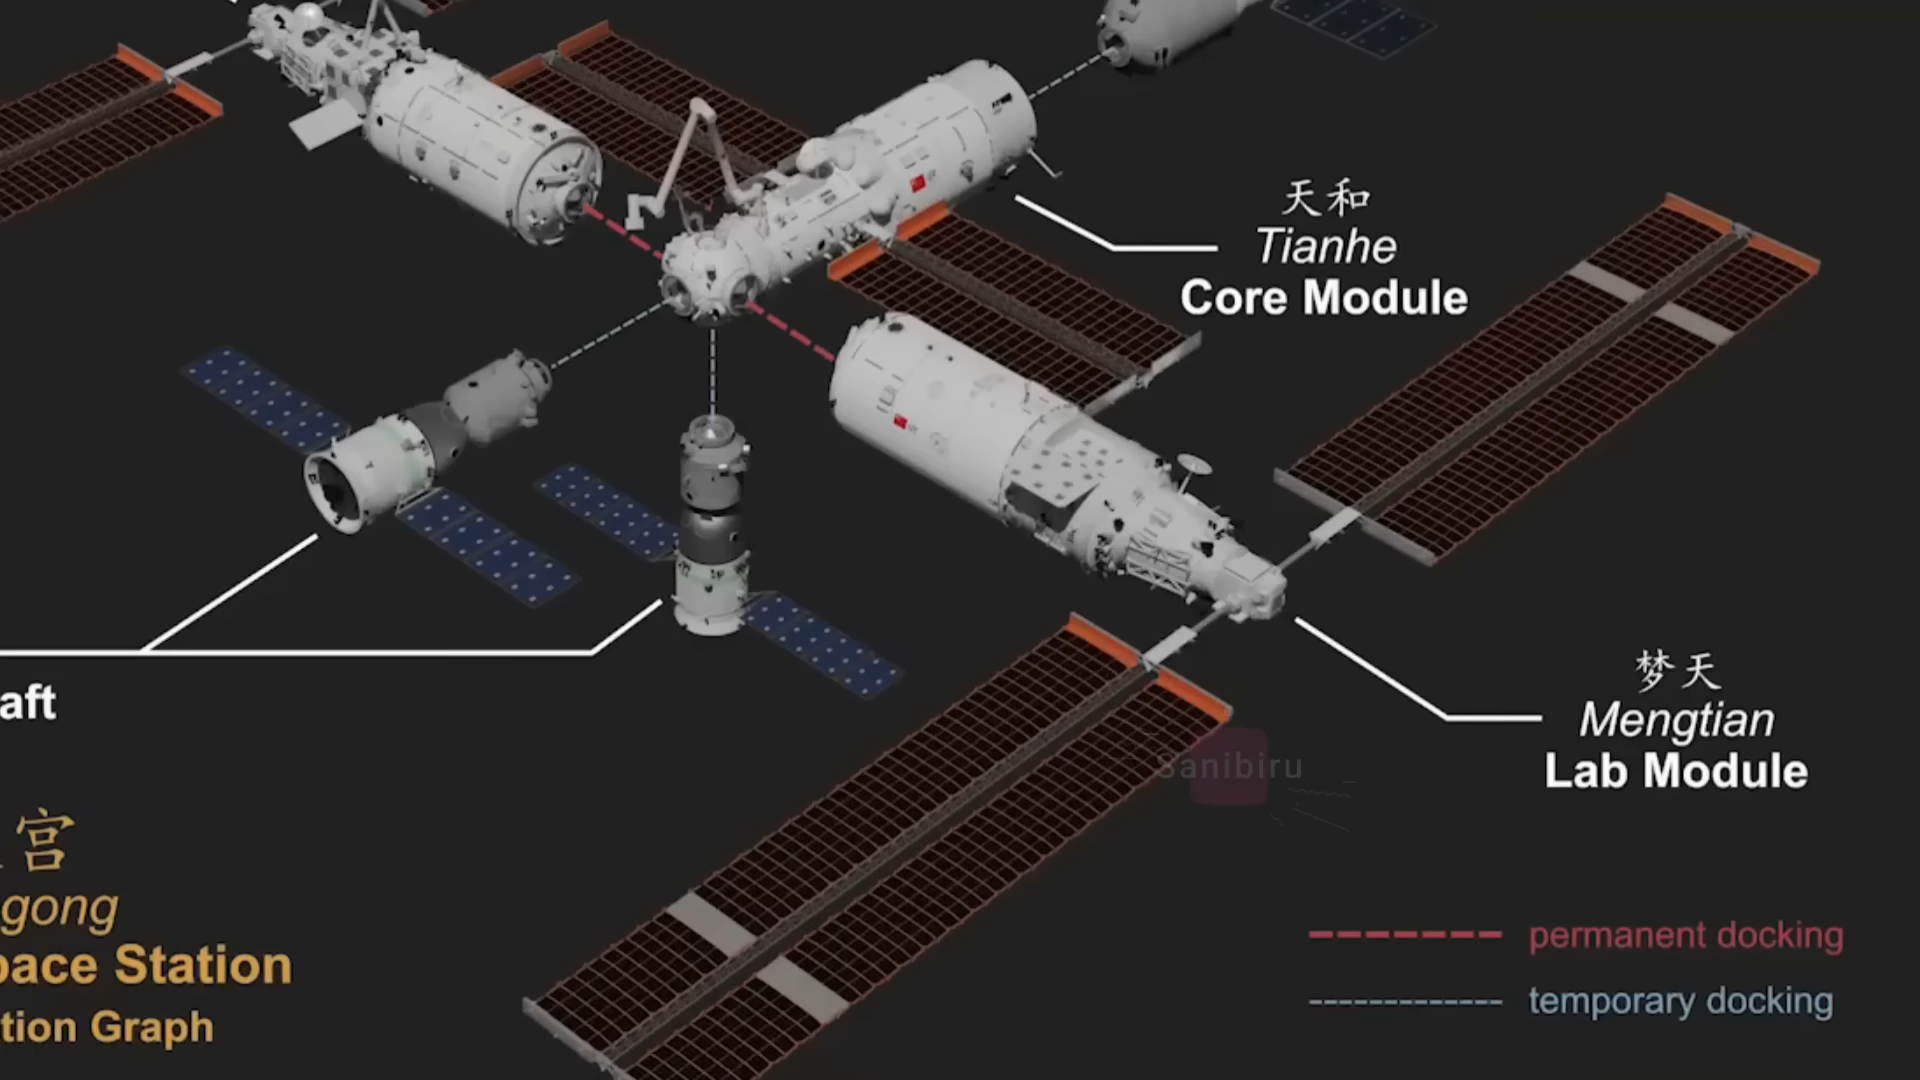 天和
Tianhe
Core Module
梦天
Mengtian
Lab Module
aft
宫
gong
pace Station
tion Graph
Sanibiru
permanent docking
temporary docking